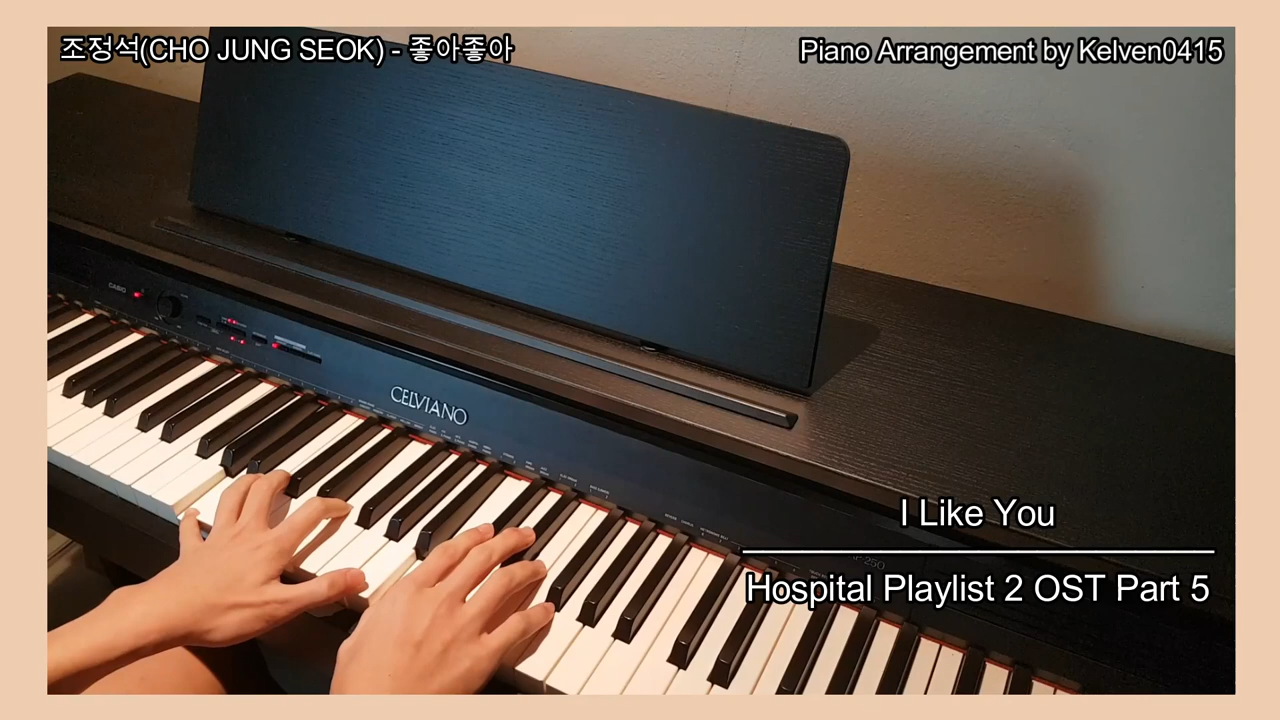 조정석(CHO JUNG SEOK) - 좋아좋아
Piano Arrangement by Kelven0415
CASIO
CELVIANO
I Like You
Hospital Playlist 2 OST Part 5